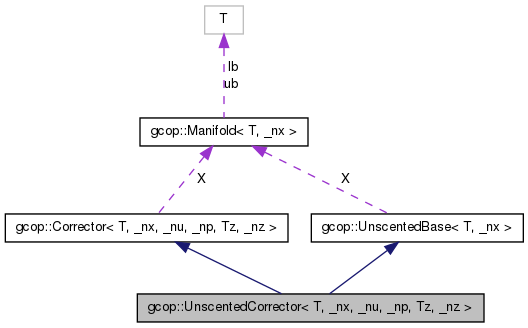 T
lb
ub
gcop::Manifold< T, _nx >
X
X
gcop::Corrector< T, _nx, _nu, _np, Tz, _nz >
gcop::UnscentedBase< T, _nx >
gcop::UnscentedCorrector< T, _nx, _nu, _np, Tz, _nz >